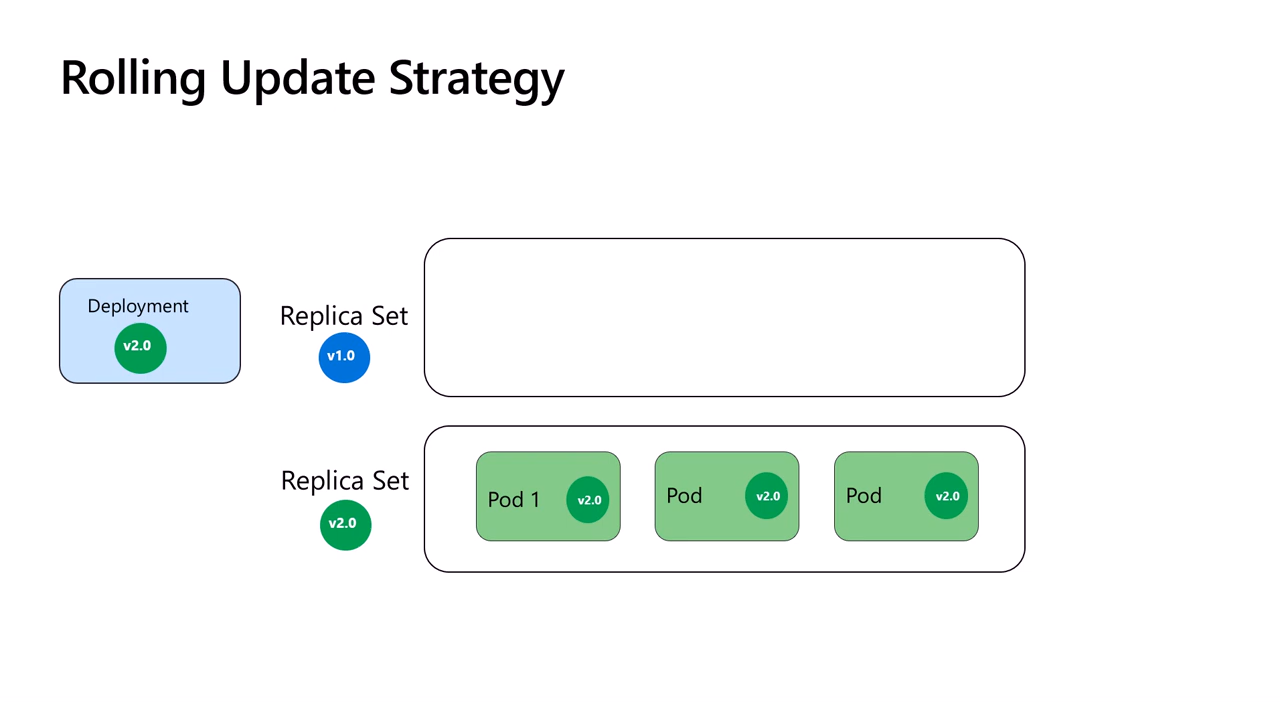 Rolling Update Strategy
Deployment
v2.0
Replica Set
v1.0
Replica Set
v2.0
Pod 1
v2.0
Pod
v2.0
Pod
v2.0